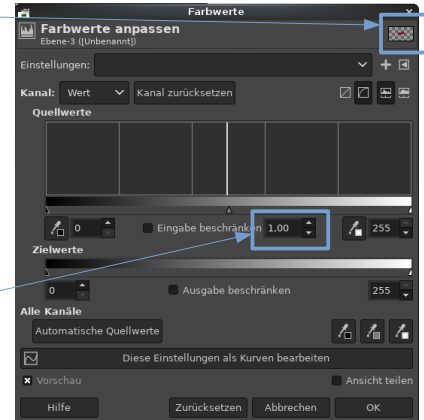 Farbwerte
Farbwerte anpassen
Ebene-3 ([Unbenannt])
Einstellungen:
Kanal: Wert Kanal zurücksetzen
Quellwerte
0 Eingabe beschränken 1,00 255
Zielwerte
0 Ausgabe beschränken 255
Alle Kanäle
Automatische Quellwerte
Diese Einstellungen als Kurven bearbeiten
Vorschau Ansicht teilen
Hilfe Zurücksetzen Abbrechen OK